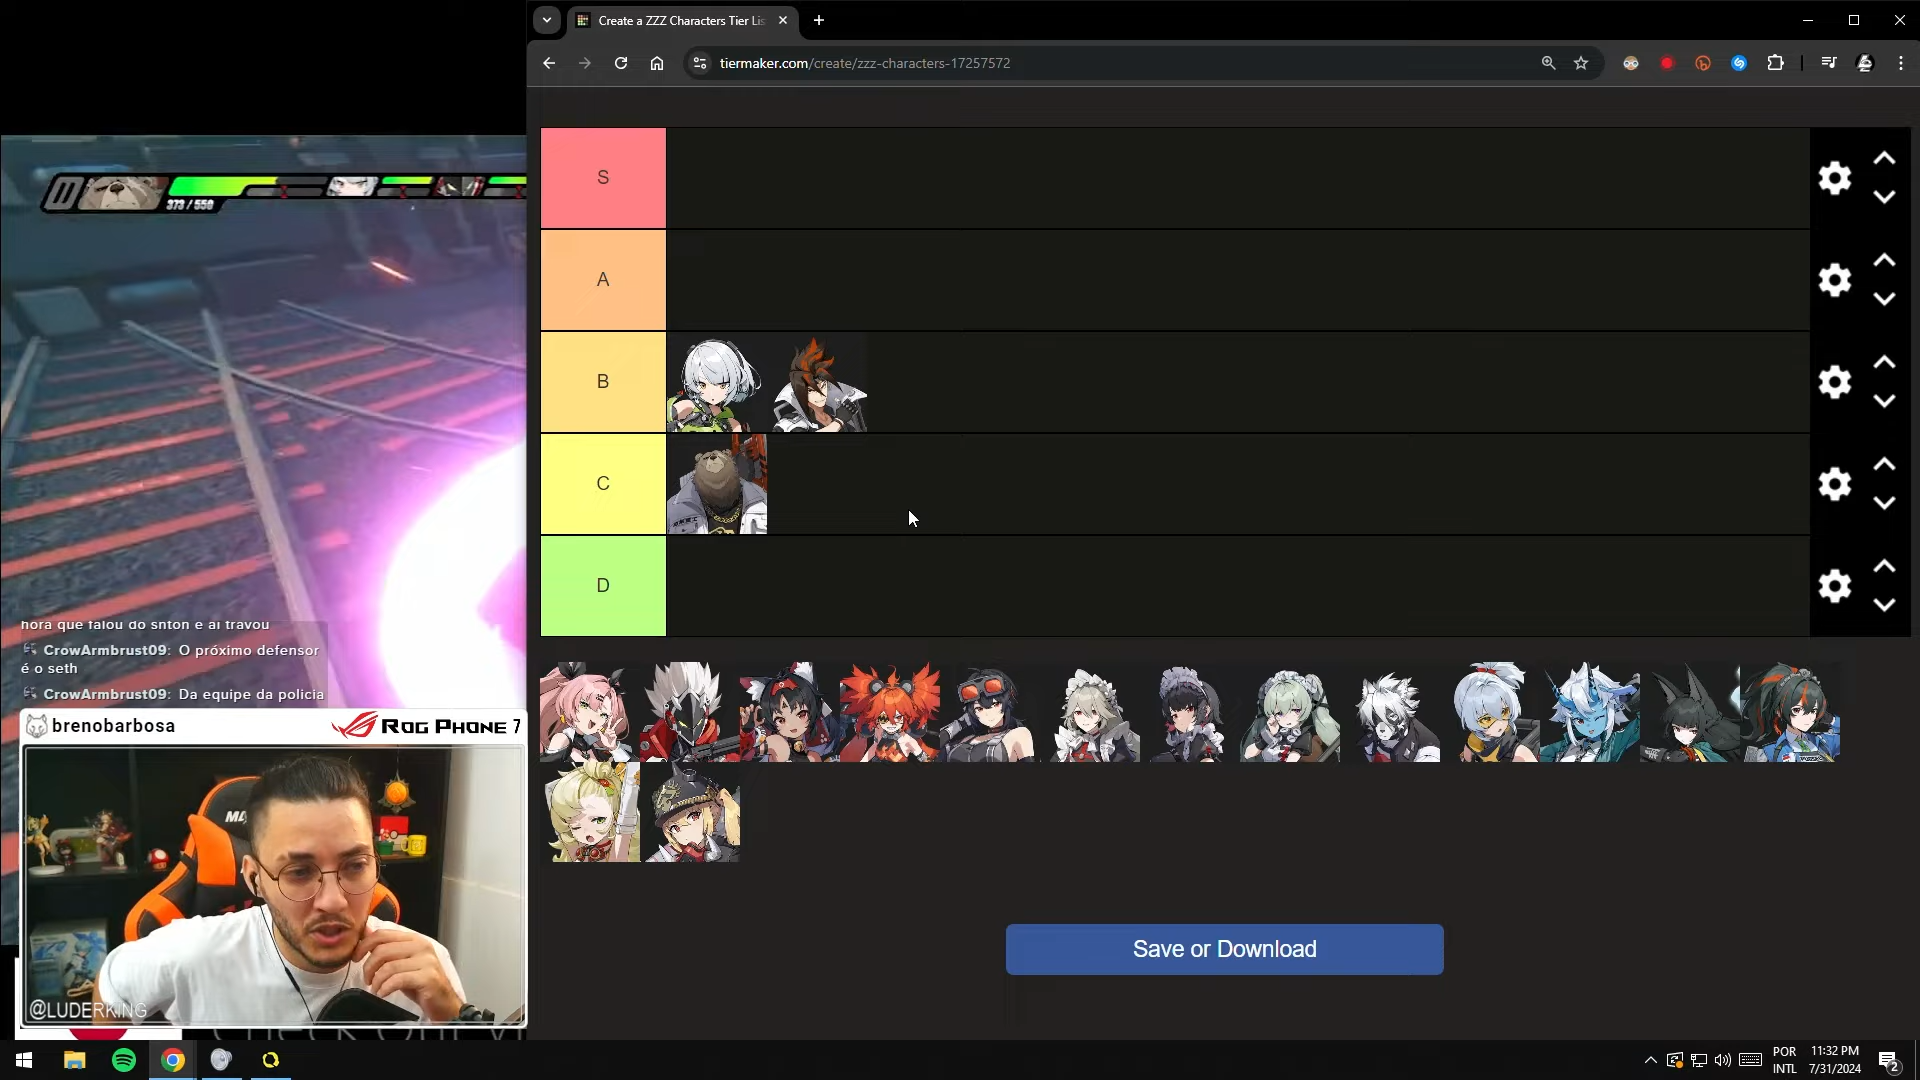 Create a ZZZ Characters Tier Lis
tiermaker.com/create/zzz-characters-17257572
373 / 550
S
A
B
C
D
hora que falou do snton e ai travou
CrowArmbrust09: O próximo defensor
é o seth
CrowArmbrust09: Da equipe da policia
brenobarbosa
ROG PHONE 7
@LUDERKING
Save or Download
POR
INTL
11:32 PM
7/31/2024
2